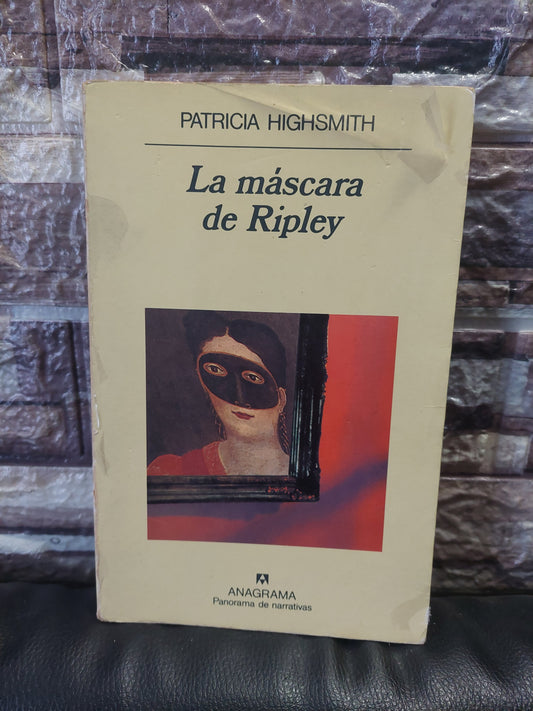 PATRICIA HIGHSMITH
La máscara
de Ripley
ANAGRAMA
Panorama de narrativas